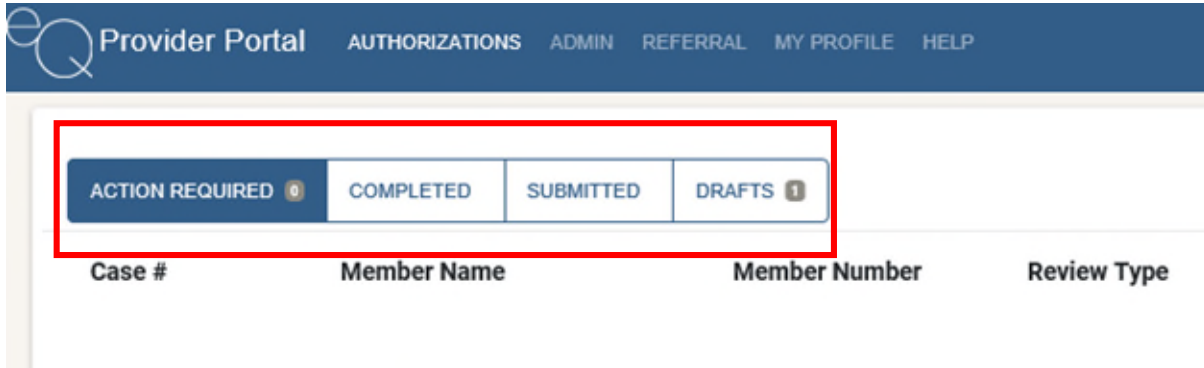 eQ Provider Portal AUTHORIZATIONS ADMIN REFERRAL MY PROFILE HELP
ACTION REQUIRED 0 COMPLETED SUBMITTED DRAFTS 1
Case # Member Name Member Number Review Type